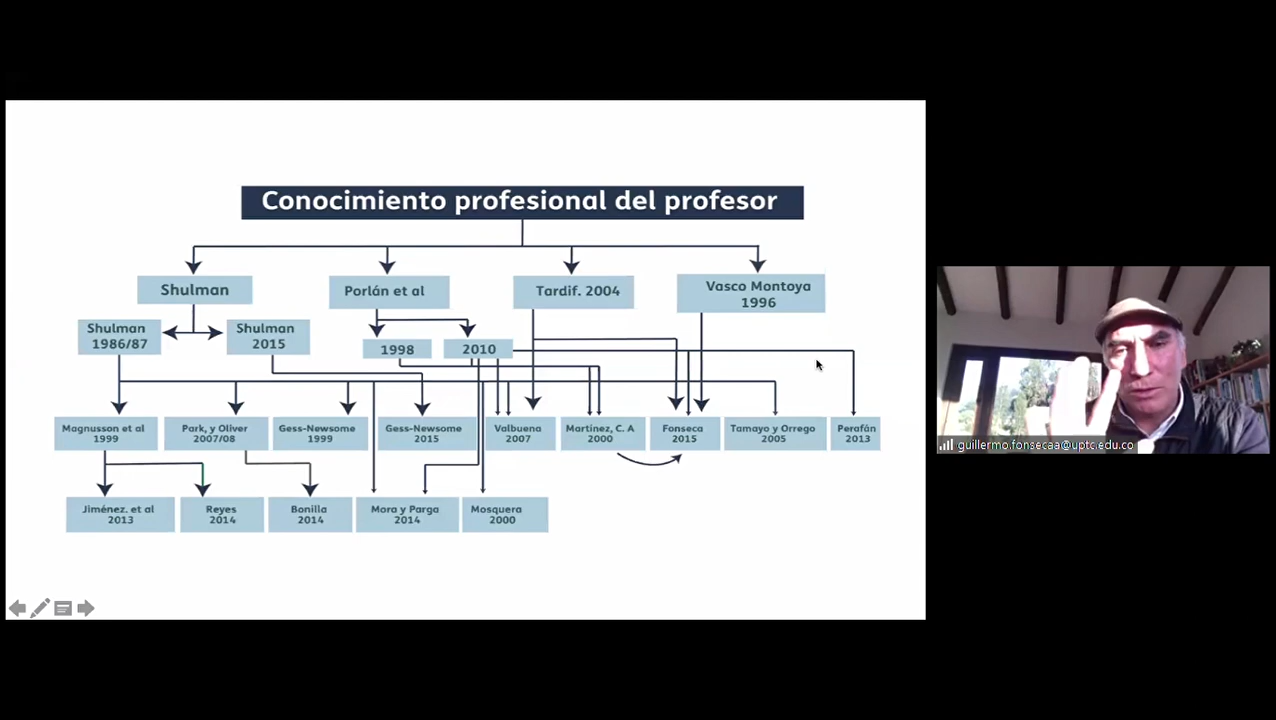 Conocimiento profesional del profesor
Shulman
Porlán et al
Tardif. 2004
Vasco Montoya
1996
Shulman
1986/87
Shulman
2015
1998
2010
Magnusson et al
1999
Park, y Oliver
2007/08
Gess-Newsome
1999
Gess-Newsome
2015
Valbuena
2007
Martínez, C. A
2000
Fonseca
2015
Tamayo y Orrego
2005
Perafán
2013
Jiménez. et al
2013
Reyes
2014
Bonilla
2014
Mora y Parga
2014
Mosquera
2000
guillermo.fonsecaa@uptc.edu.co